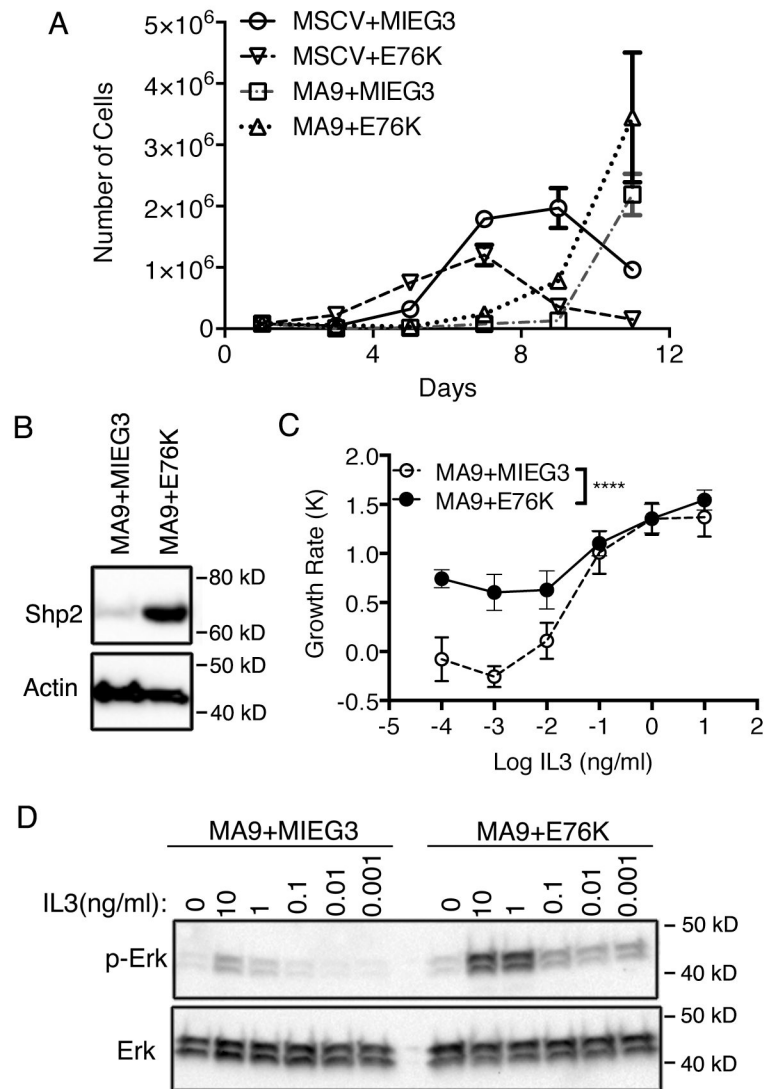 A
Number of Cells
5×10⁶
4×10⁶
3×10⁶
2×10⁶
1×10⁶
0
MSCV+MIEG3
MSCV+E76K
MA9+MIEG3
MA9+E76K
0 4 8 12
Days
B
MA9+MIEG3
MA9+E76K
Shp2
80 kD
60 kD
Actin
50 kD
40 kD
C
Growth Rate (K)
2.0
1.5
1.0
0.5
0.0
-0.5
MA9+MIEG3
MA9+E76K
****
-5 -4 -3 -2 -1 0 1 2
Log IL3 (ng/ml)
D
MA9+MIEG3 MA9+E76K
IL3(ng/ml): 0 10 1 0.1 0.01 0.001 0 10 1 0.1 0.01 0.001
p-Erk
50 kD
40 kD
Erk
50 kD
40 kD